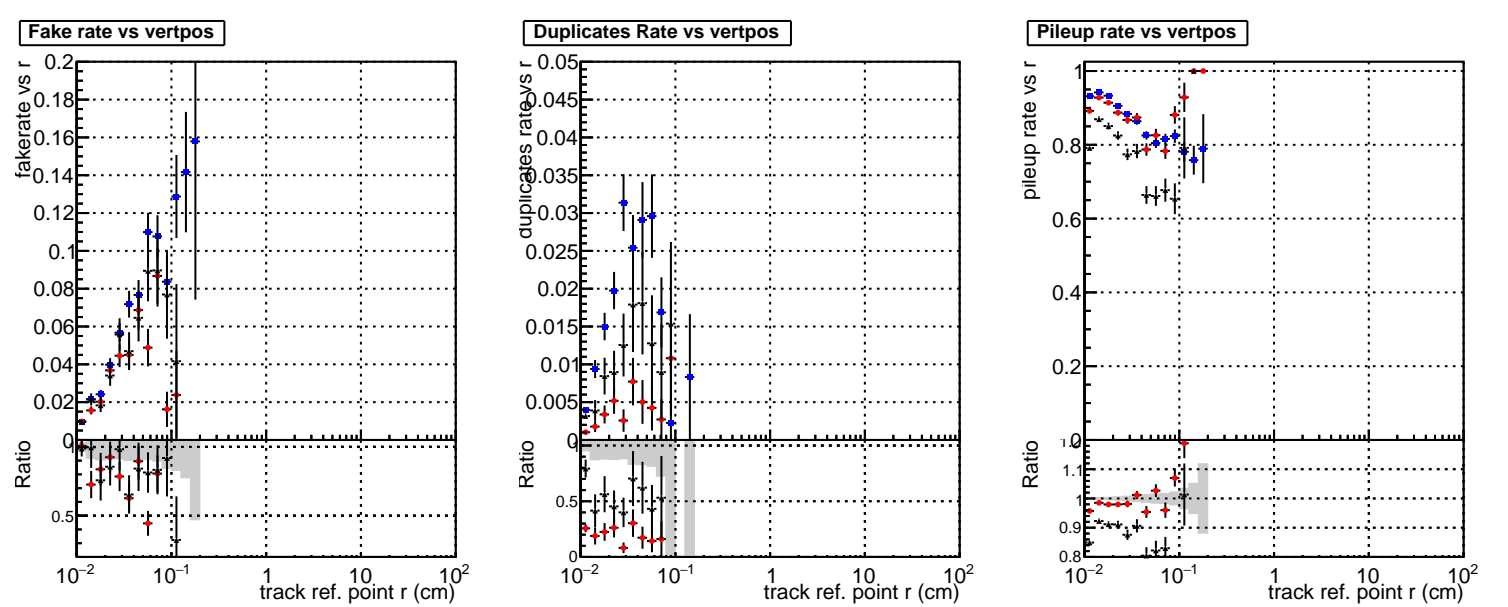 Fake rate vs vertpos
fakerate vs r
0.2
0.18
0.16
0.14
0.12
0.1
0.08
0.06
0.04
0.02
0
Ratio
0.5
10⁻² 10⁻¹ 1 10 10²
track ref. point r (cm)
Duplicates Rate vs vertpos
duplicates rate vs r
0.05
0.045
0.04
0.035
0.03
0.025
0.02
0.015
0.01
0.005
0
Ratio
0.5
0
10⁻² 10⁻¹ 1 10 10²
track ref. point r (cm)
Pileup rate vs vertpos
pileup rate vs r
1
0.8
0.6
0.4
0.2
0
Ratio
1.1
1
0.9
0.8
10⁻² 10⁻¹ 1 10 10²
track ref. point r (cm)